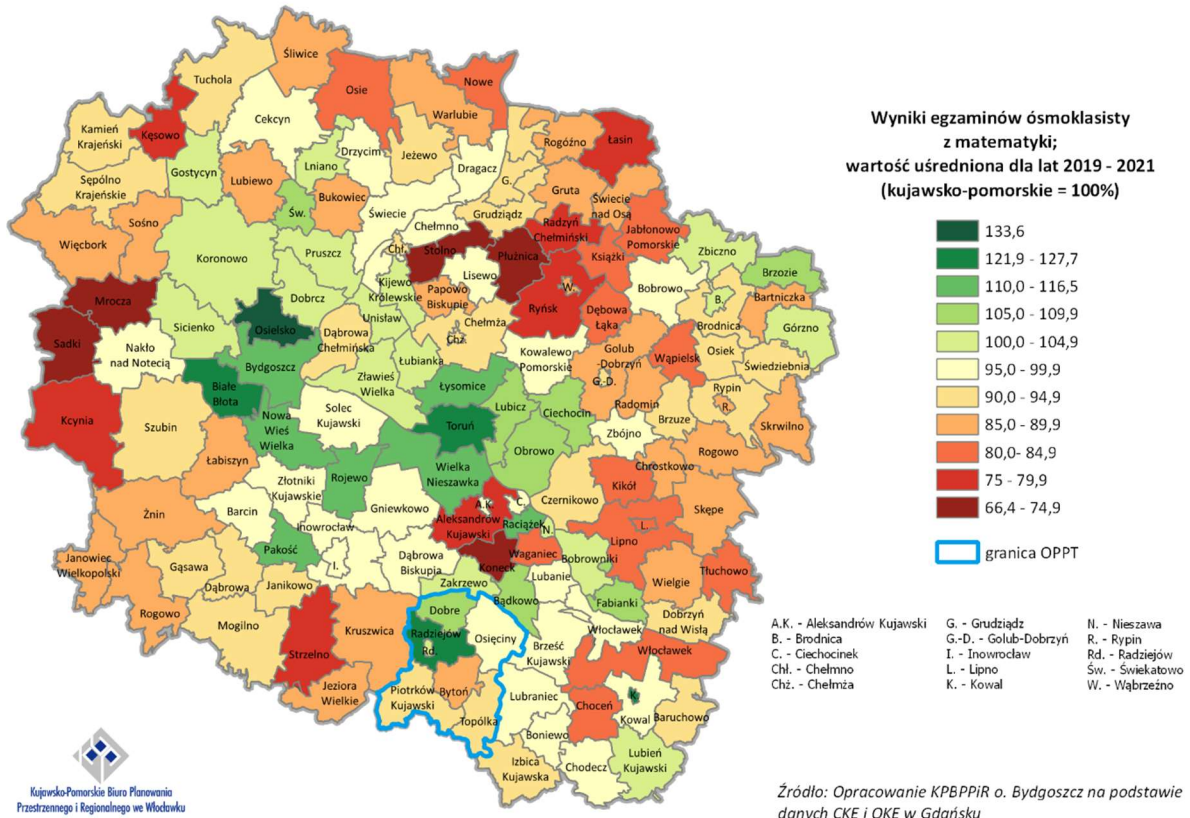 Wyniki egzaminów ósmoklasisty
z matematyki;
wartość uśredniona dla lat 2019 - 2021
(kujawsko-pomorskie = 100%)
133,6
121,9 - 127,7
110,0 - 116,5
105,0 - 109,9
100,0 - 104,9
95,0 - 99,9
90,0 - 94,9
85,0 - 89,9
80,0- 84,9
75 - 79,9
66,4 - 74,9
granica OPPT
Śliwice
Tuchola
Osie
Nowe
Cekcyn
Warlubie
Kamień
Krajeński
Kęsowo
Drzycim
Jeżewo
Rogóźno
Łasin
Gostycyn
Lniano
Dragacz
G.
Sępólno
Krajeńskie
Lubiewo
Bukowiec
Gruta
Świecie
nad Osą
Św.
Świecie
Grudziądz
Sośno
Więcbork
Chełmno
Radzyń
Chełmiński
Jabłonowo
Pomorskie
Koronowo
Pruszcz
Chł.
Stolno
Płużnica
Książki
Zbiczno
Brzozie
Lisewo
Kijewo
Królewskie
Papowo
Biskupie
W.
Bobrowo
B.
Bartniczka
Mrocza
Dobrcz
Unisław
Ryńsk
Dębowa
Łąka
Brodnica
Górzno
Sicienko
Osielsko
Dąbrowa
Chełmińska
Chełmża
Chż.
Sadki
Nakło
nad Notecią
Kowalewo
Pomorskie
Golub
-Dobrzyń
Wąpielsk
Osiek
Świedziebnia
Bydgoszcz
Łubianka
G.-D.
Białe
Błota
Zławieś
Wielka
Łysomice
Radomin
Rypin
R.
Kcynia
Szubin
Nowa
Wieś
Wielka
Solec
Kujawski
Toruń
Lubicz
Ciechocin
Brzuze
Skrwilno
Zbójno
Łabiszyn
Obrowo
Rogowo
Wielka
Nieszawka
Chrostkowo
Złotniki
Kujawskie
Rojewo
Kikół
Żnin
Barcin
Gniewkowo
A.K.
C.
Czernikowo
Skępe
Inowrocław
Aleksandrów
Kujawski
Raciążek
N.
L.
Pakość
I.
Lipno
Janowiec
Wielkopolski
Gąsawa
Dąbrowa
Biskupia
Koneck
Waganiec
Bobrowniki
Tłuchowo
Dąbrowa
Janikowo
Zakrzewo
Lubanie
Wielgie
Rogowo
Mogilno
Bądkowo
Fabianki
Dobre
Dobrzyń
nad Wisłą
Strzelno
Kruszwica
Radziejów
Rd.
Osięciny
Włocławek
Brześć
Kujawski
Włocławek
Jeziora
Wielkie
Piotrków
Kujawski
Bytoń
Lubraniec
Choceń
K.
Kowal
Baruchowo
Topólka
Boniewo
Izbica
Kujawska
Chodecz
Lubień
Kujawski
A.K. - Aleksandrów Kujawski
B. - Brodnica
C. - Ciechocinek
Chł. - Chełmno
Chż. - Chełmża
G. - Grudziądz
G.-D. - Golub-Dobrzyń
I. - Inowrocław
L. - Lipno
K. - Kowal
N. - Nieszawa
R. - Rypin
Rd. - Radziejów
Św. - Świekatowo
W. - Wąbrzeźno
Kujawsko-Pomorskie Biuro Planowania
Przestrzennego i Regionalnego we Włocławku
Źródło: Opracowanie KPBPPiR o. Bydgoszcz na podstawie
danych CKE i OKE w Gdańsku